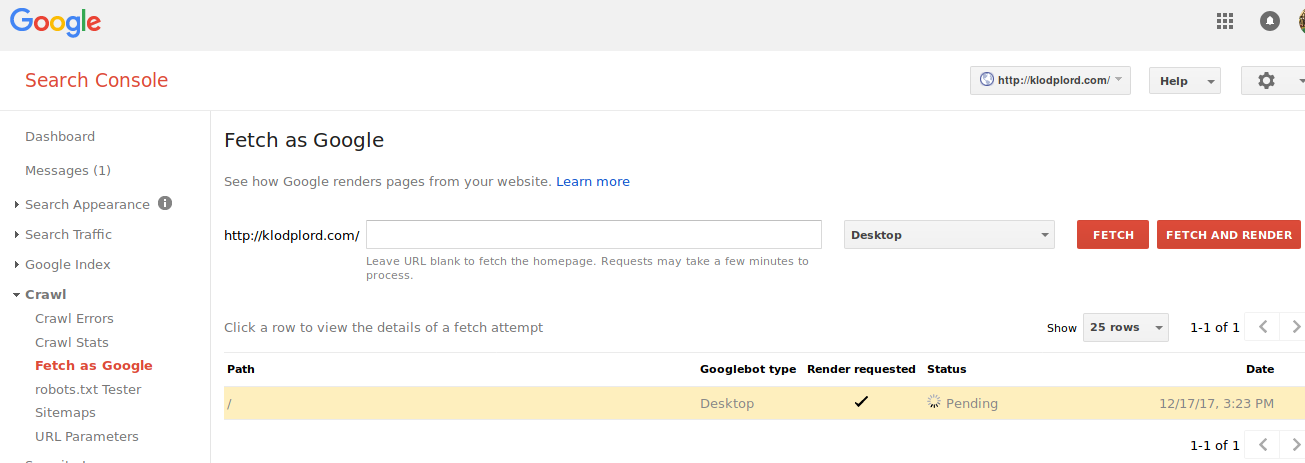 Google
Search Console
http://klodplord.com/
Help
Dashboard
Messages (1)
Search Appearance
Search Traffic
Google Index
Crawl
Crawl Errors
Crawl Stats
Fetch as Google
robots.txt Tester
Sitemaps
URL Parameters
Fetch as Google
See how Google renders pages from your website. Learn more
http://klodplord.com/
Desktop
FETCH
FETCH AND RENDER
Leave URL blank to fetch the homepage. Requests may take a few minutes to
process.
Click a row to view the details of a fetch attempt
Show
25 rows
1-1 of 1
Path Googlebot type Render requested Status Date
/ Desktop Pending 12/17/17, 3:23 PM
1-1 of 1